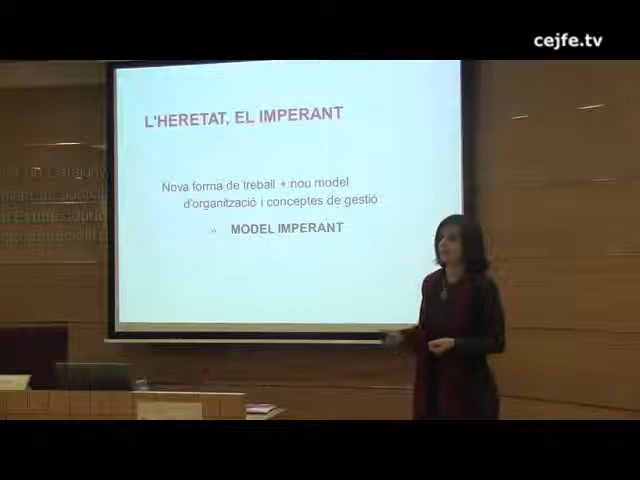 cejfe.tv
L'HERETAT, EL IMPERANT
Nova forma de treball + nou model
d'organització i conceptes de gestió
» MODEL IMPERANT